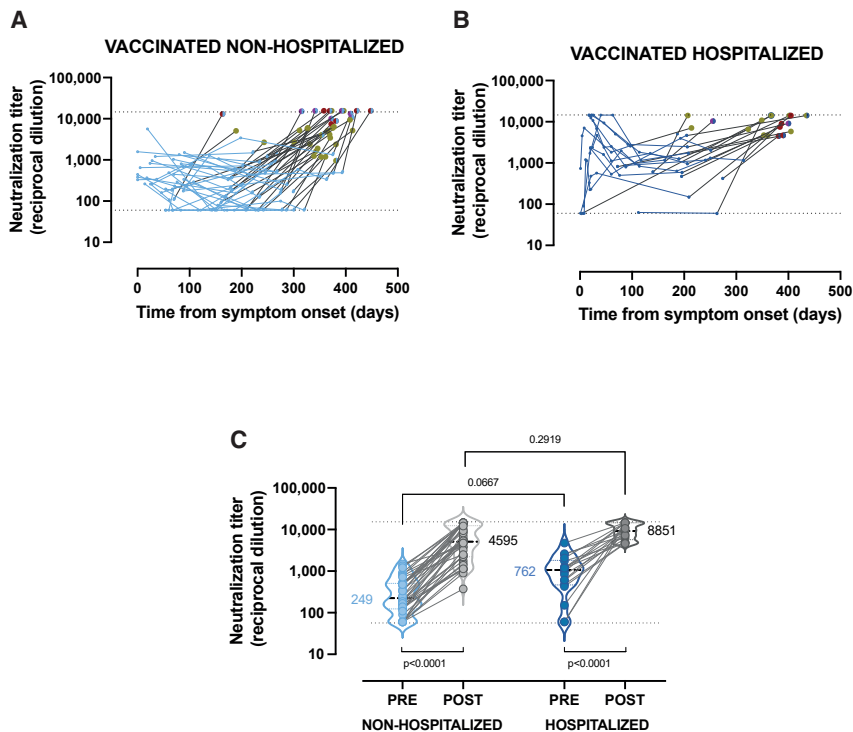 A
VACCINATED NON-HOSPITALIZED
Neutralization titer
(reciprocal dilution)
100,000
10,000
1,000
100
10
0 100 200 300 400 500
Time from symptom onset (days)
B
VACCINATED HOSPITALIZED
Neutralization titer
(reciprocal dilution)
100,000
10,000
1,000
100
10
0 100 200 300 400 500
Time from symptom onset (days)
C
0.2919
0.0667
Neutralization titer
(reciprocal dilution)
100,000
10,000
1,000
100
10
249
4595
762
8851
p<0.0001 p<0.0001
PRE POST PRE POST
NON-HOSPITALIZED HOSPITALIZED